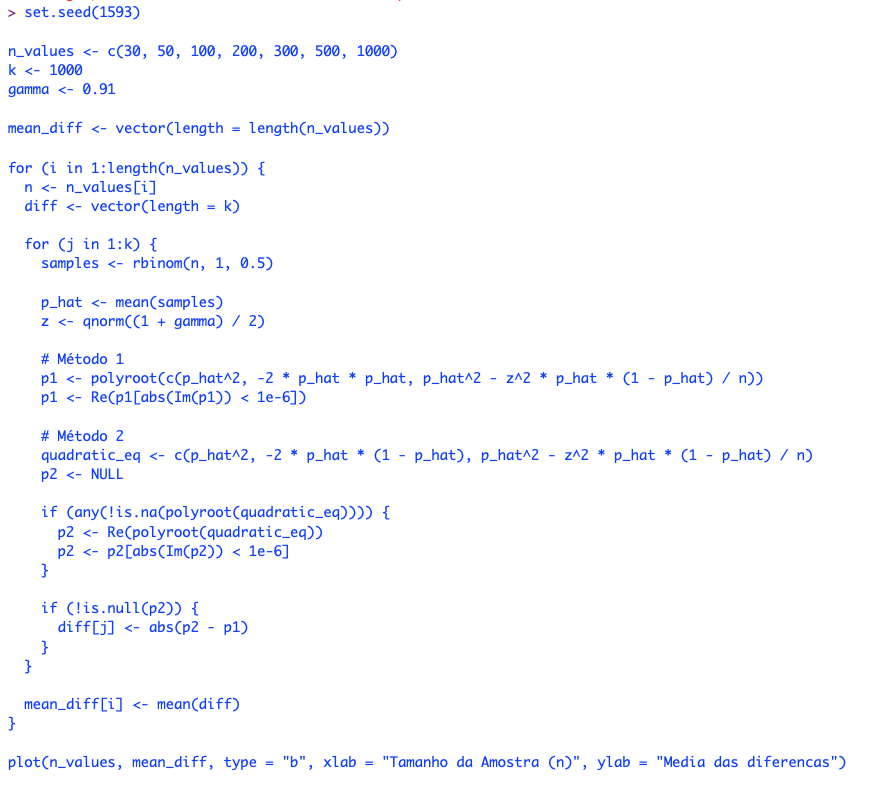 > set.seed(1593)
n_values <- c(30, 50, 100, 200, 300, 500, 1000)
k <- 1000
gamma <- 0.91
mean_diff <- vector(length = length(n_values))
for (i in 1:length(n_values)) {
  n <- n_values[i]
  diff <- vector(length = k)
  for (j in 1:k) {
    samples <- rbinom(n, 1, 0.5)
    p_hat <- mean(samples)
    z <- qnorm((1 + gamma) / 2)
    # Método 1
    p1 <- polyroot(c(p_hat^2, -2 * p_hat * p_hat, p_hat^2 - z^2 * p_hat * (1 - p_hat) / n))
    p1 <- Re(p1[abs(Im(p1)) < 1e-6])
    # Método 2
    quadratic_eq <- c(p_hat^2, -2 * p_hat * (1 - p_hat), p_hat^2 - z^2 * p_hat * (1 - p_hat) / n)
    p2 <- NULL
    if (any(!is.na(polyroot(quadratic_eq)))) {
      p2 <- Re(polyroot(quadratic_eq))
      p2 <- p2[abs(Im(p2)) < 1e-6]
    }
    if (!is.null(p2)) {
      diff[j] <- abs(p2 - p1)
    }
  }
  mean_diff[i] <- mean(diff)
}
plot(n_values, mean_diff, type = "b", xlab = "Tamanho da Amostra (n)", ylab = "Media das diferencas")